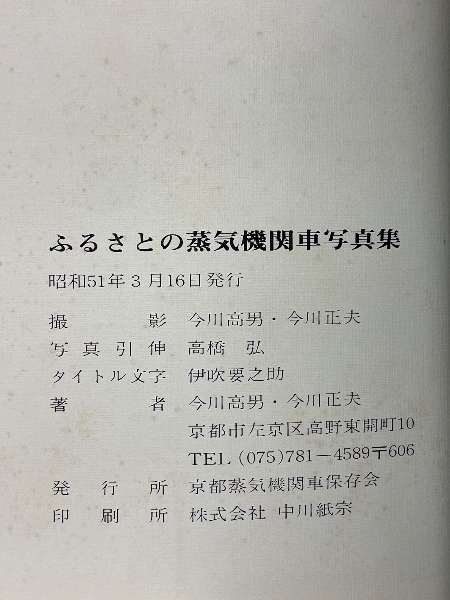 ふるさとの蒸気機関車写真集
昭和51年3月16日発行
撮影 今川高男・今川正夫
写真引伸 高橋 弘
タイトル文字 伊吹要之助
著者 今川高男・今川正夫
京都市左京区高野東開町10
TEL (075)781-4589〒606
発行所 京都蒸気機関車保存会
印刷所 株式会社 中川紙宗